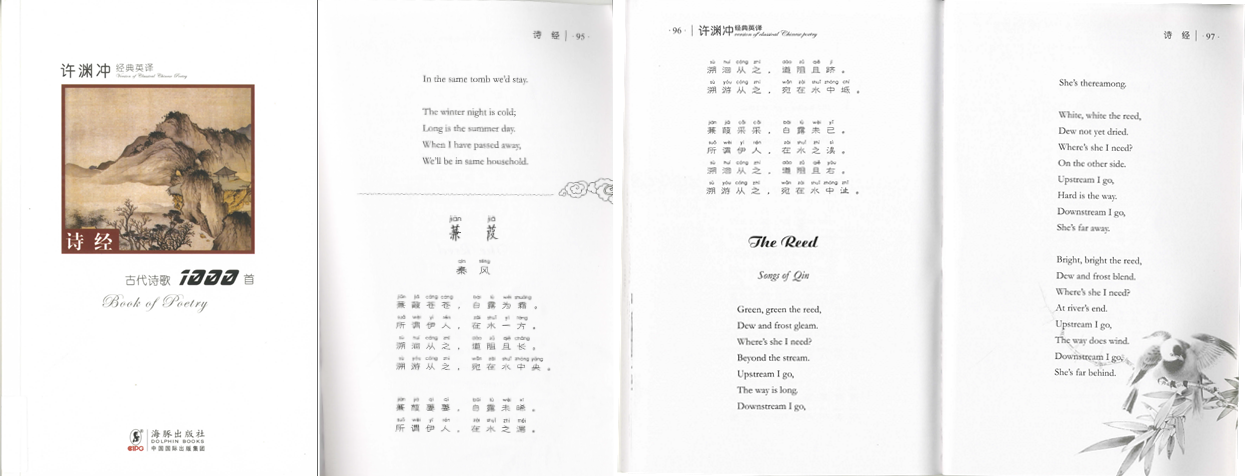 许渊冲 经典英译
Version of Classical Chinese Poetry
诗经
古代诗歌1000首
Book of Poetry
海豚出版社
DOLPHIN BOOKS
CIPG 中国国际出版集团
诗 经 ·95·
In the same tomb we'd stay.
The winter night is cold;
Long is the summer day.
When I have passed away,
We'll be in same household.
jiān jiā
蒹 葭
qín fēng
秦 风
jiān jiā cāng cāng bái lù wéi shuāng
蒹 葭 苍 苍 ， 白 露 为 霜 。
suǒ wèi yī rén zài shuǐ yì fāng
所 谓 伊 人 ， 在 水 一 方 。
sù huí cóng zhī dào zǔ qiě cháng
溯 洄 从 之 ， 道 阻 且 长 。
sù yóu cóng zhī wǎn zài shuǐ zhōng yāng
溯 游 从 之 ， 宛 在 水 中 央 。
蒹 葭 萋 萋 ， 白 露 未 晞 。
suǒ wèi yī rén zài shuǐ zhī méi
所 谓 伊 人 ， 在 水 之 湄 。
·96· 许渊冲 经典英译
version of classical Chinese poetry
sù huí cóng zhī dào zǔ qiě jī
溯 洄 从 之 ， 道 阻 且 跻 。
sù yóu cóng zhī wǎn zài shuǐ zhōng chí
溯 游 从 之 ， 宛 在 水 中 坻 。
jiān jiā cǎi cǎi bái lù wèi yǐ
蒹 葭 采 采 ， 白 露 未 已 。
suǒ wèi yī rén zài shuǐ zhī sì
所 谓 伊 人 ， 在 水 之 涘 。
sù huí cóng zhī dào zǔ qiě yòu
溯 洄 从 之 ， 道 阻 且 右 。
sù yóu cóng zhī wǎn zài shuǐ zhōng zhǐ
溯 游 从 之 ， 宛 在 水 中 沚 。
The Reed
Songs of Qin
Green, green the reed,
Dew and frost gleam.
Where's she I need?
Beyond the stream.
Upstream I go,
The way is long.
Downstream I go,
诗 经 ·97·
She's thereamong.
White, white the reed,
Dew not yet dried.
Where's she I need?
On the other side.
Upstream I go,
Hard is the way.
Downstream I go,
She's far away.
Bright, bright the reed,
Dew and frost blend.
Where's she I need?
At river's end.
Upstream I go,
The way does wind.
Downstream I go,
She's far behind.